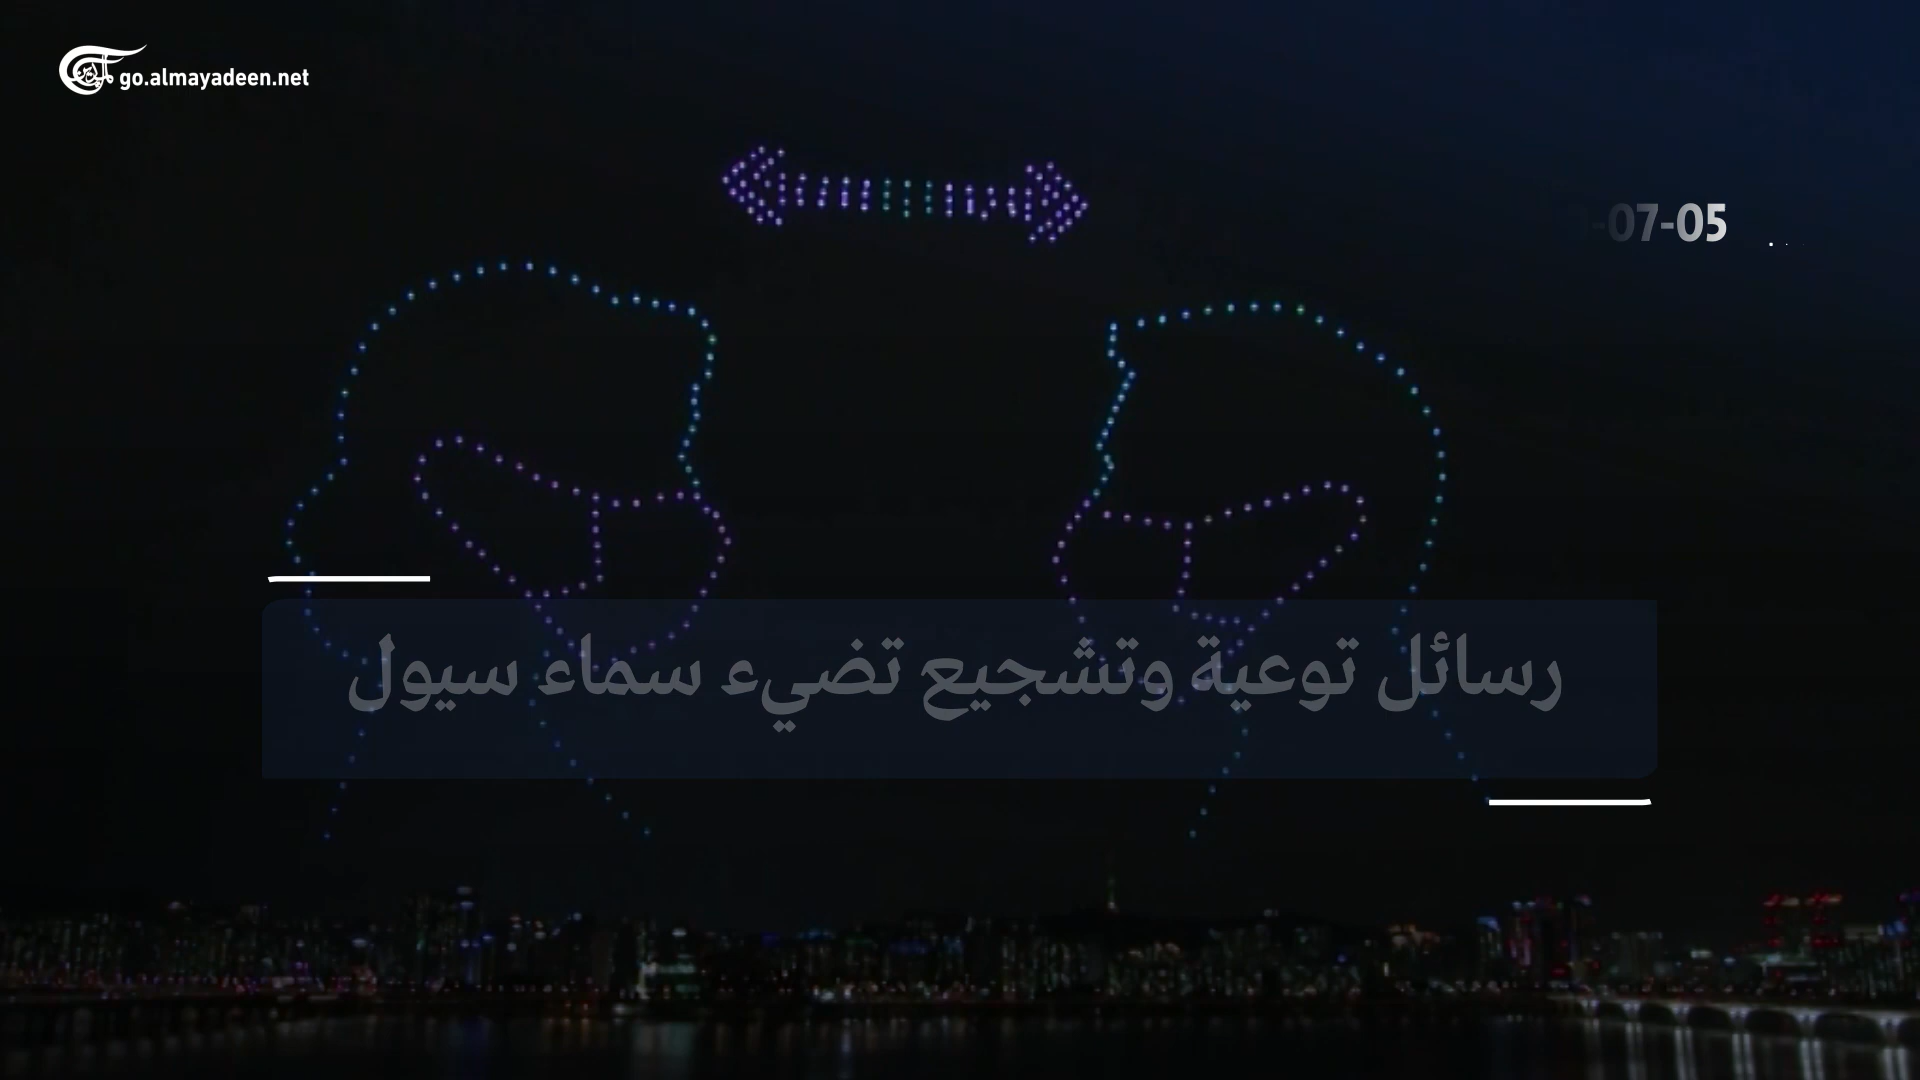 go.almayadeen.net
-07-05
رسائل توعية وتشجيع تضيء سماء سيول